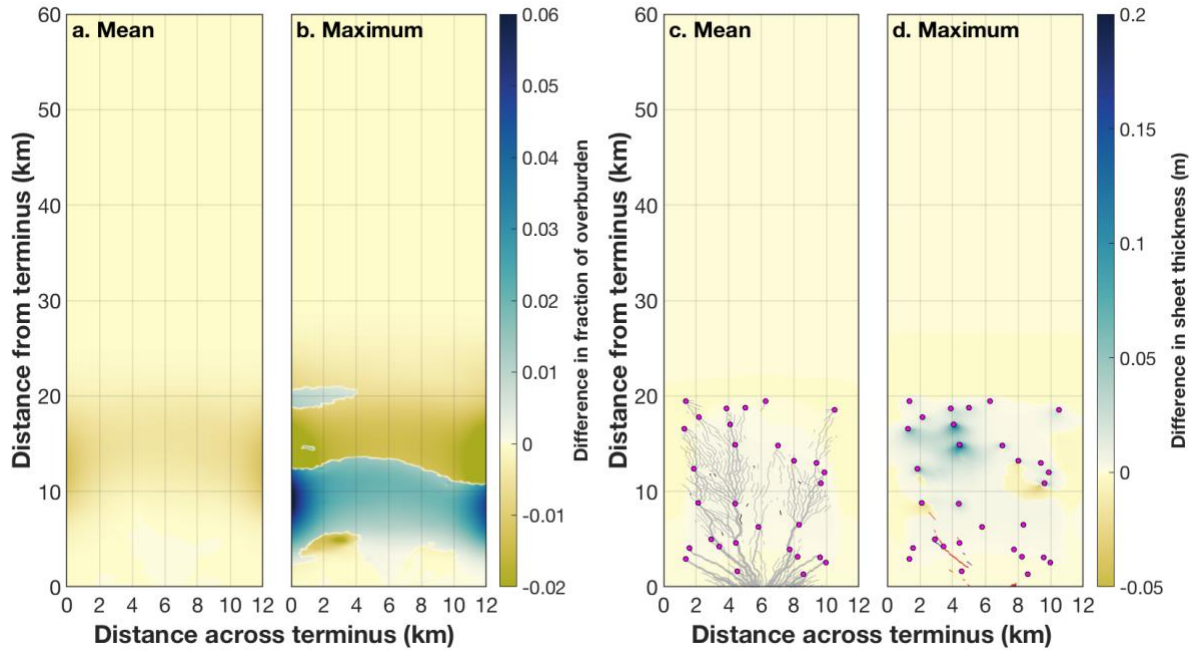 a. Mean
b. Maximum
c. Mean
d. Maximum
60
50
40
30
20
10
0
Distance from terminus (km)
0 2 4 6 8 10 12
0 2 4 6 8 10 12
Distance across terminus (km)
0.06
0.05
0.04
0.03
0.02
0.01
0
-0.01
-0.02
Difference in fraction of overburden
60
50
40
30
20
10
0
Distance from terminus (km)
0 2 4 6 8 10 12
0 2 4 6 8 10 12
Distance across terminus (km)
0.2
0.15
0.1
0.05
0
-0.05
Difference in sheet thickness (m)